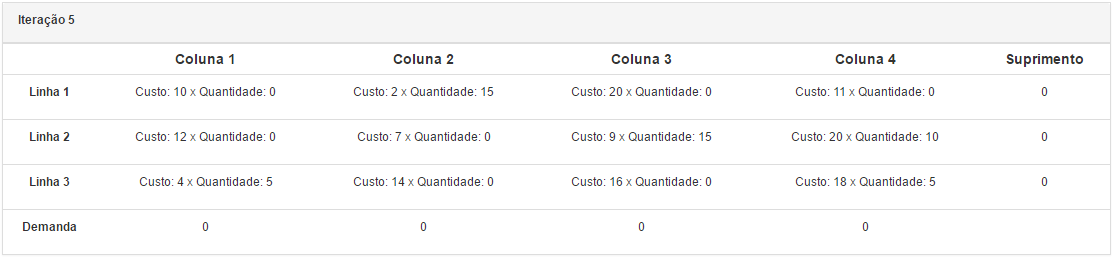 Iteração 5
Coluna 1 Coluna 2 Coluna 3 Coluna 4 Suprimento
Linha 1 Custo: 10 x Quantidade: 0 Custo: 2 x Quantidade: 15 Custo: 20 x Quantidade: 0 Custo: 11 x Quantidade: 0 0
Linha 2 Custo: 12 x Quantidade: 0 Custo: 7 x Quantidade: 0 Custo: 9 x Quantidade: 15 Custo: 20 x Quantidade: 10 0
Linha 3 Custo: 4 x Quantidade: 5 Custo: 14 x Quantidade: 0 Custo: 16 x Quantidade: 0 Custo: 18 x Quantidade: 5 0
Demanda 0 0 0 0